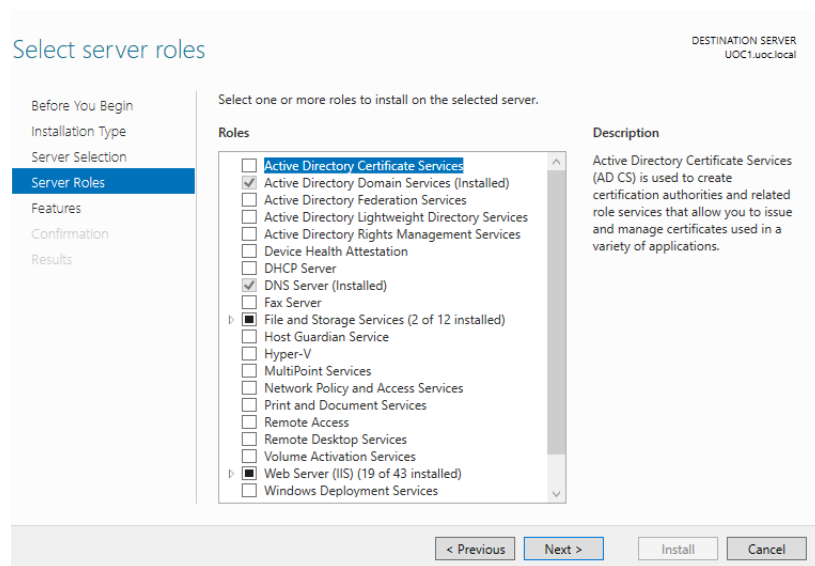 Select server roles
DESTINATION SERVER
UOC1.uoc.local
Before You Begin
Installation Type
Server Selection
Server Roles
Features
Confirmation
Results
Select one or more roles to install on the selected server.
Roles
Active Directory Certificate Services
Active Directory Domain Services (Installed)
Active Directory Federation Services
Active Directory Lightweight Directory Services
Active Directory Rights Management Services
Device Health Attestation
DHCP Server
DNS Server (Installed)
Fax Server
File and Storage Services (2 of 12 installed)
Host Guardian Service
Hyper-V
MultiPoint Services
Network Policy and Access Services
Print and Document Services
Remote Access
Remote Desktop Services
Volume Activation Services
Web Server (IIS) (19 of 43 installed)
Windows Deployment Services
Description
Active Directory Certificate Services
(AD CS) is used to create
certification authorities and related
role services that allow you to issue
and manage certificates used in a
variety of applications.
< Previous
Next >
Install
Cancel